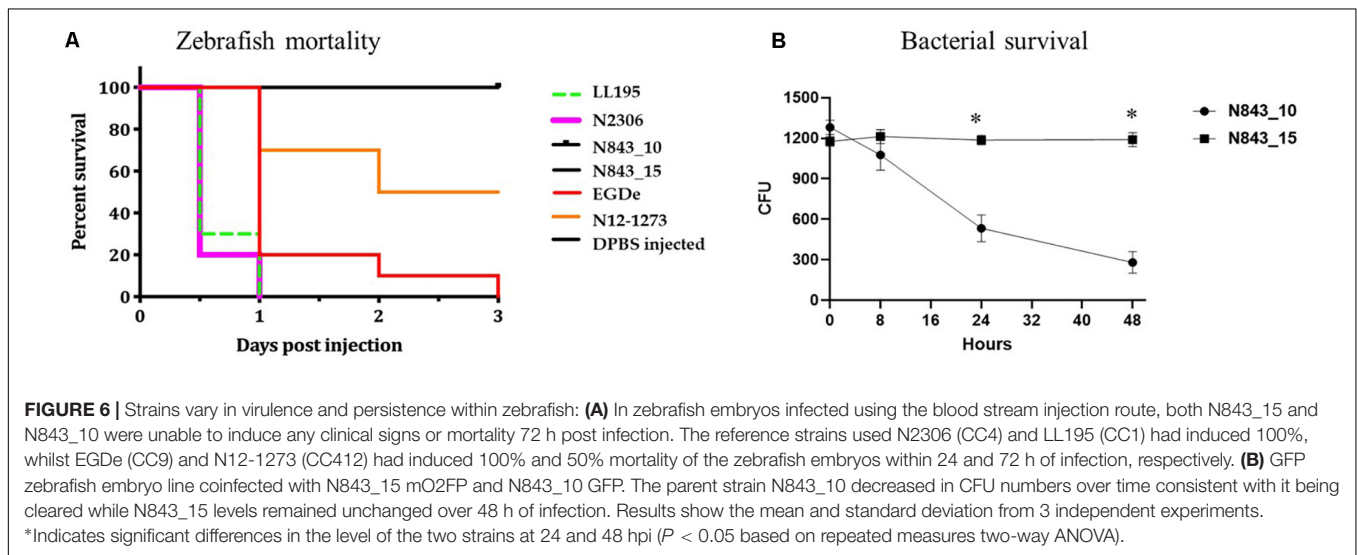 A
Zebrafish mortality
Percent survival
100
80
60
40
20
0
0
1
2
3
Days post injection
LL195
N2306
N843_10
N843_15
EGDe
N12-1273
DPBS injected
B
Bacterial survival
CFU
1500
1200
900
600
300
0
*
*
0
8
16
24
32
40
48
Hours
N843_10
N843_15
FIGURE 6 | Strains vary in virulence and persistence within zebrafish: (A) In zebrafish embryos infected using the blood stream injection route, both N843_15 and
N843_10 were unable to induce any clinical signs or mortality 72 h post infection. The reference strains used N2306 (CC4) and LL195 (CC1) had induced 100%,
whilst EGDe (CC9) and N12-1273 (CC412) had induced 100% and 50% mortality of the zebrafish embryos within 24 and 72 h of infection, respectively. (B) GFP
zebrafish embryo line coinfected with N843_15 mO2FP and N843_10 GFP. The parent strain N843_10 decreased in CFU numbers over time consistent with it being
cleared while N843_15 levels remained unchanged over 48 h of infection. Results show the mean and standard deviation from 3 independent experiments.
*Indicates significant differences in the level of the two strains at 24 and 48 hpi (P < 0.05 based on repeated measures two-way ANOVA).